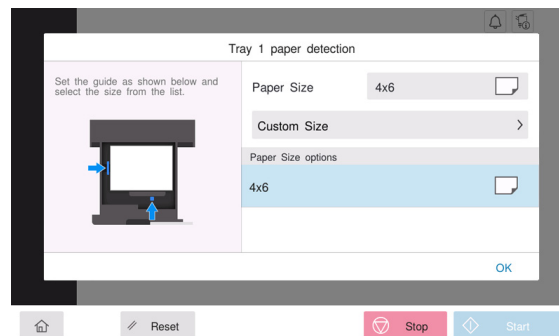 Tray 1 paper detection
Set the guide as shown below and
select the size from the list.
Paper Size 4x6
Custom Size
Paper Size options
4x6
OK
Reset
Stop
Start